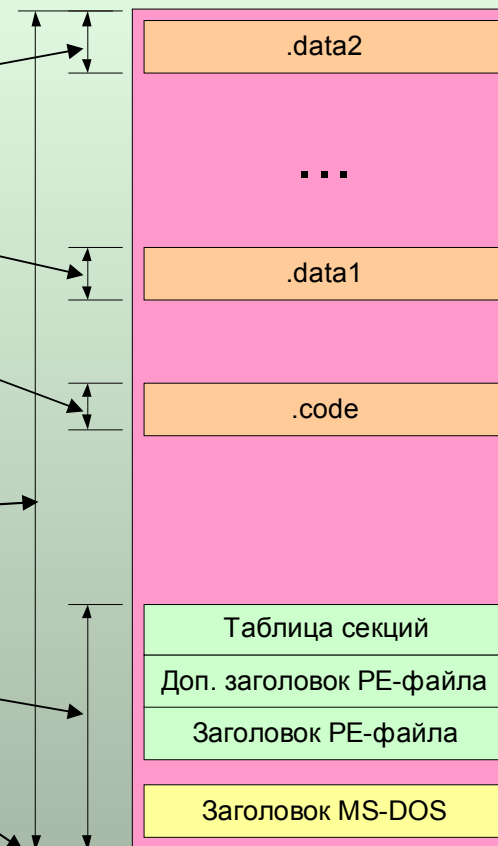 .data2
...
.data1
.code
Таблица секций
Доп. заголовок PE-файла
Заголовок PE-файла
Заголовок MS-DOS